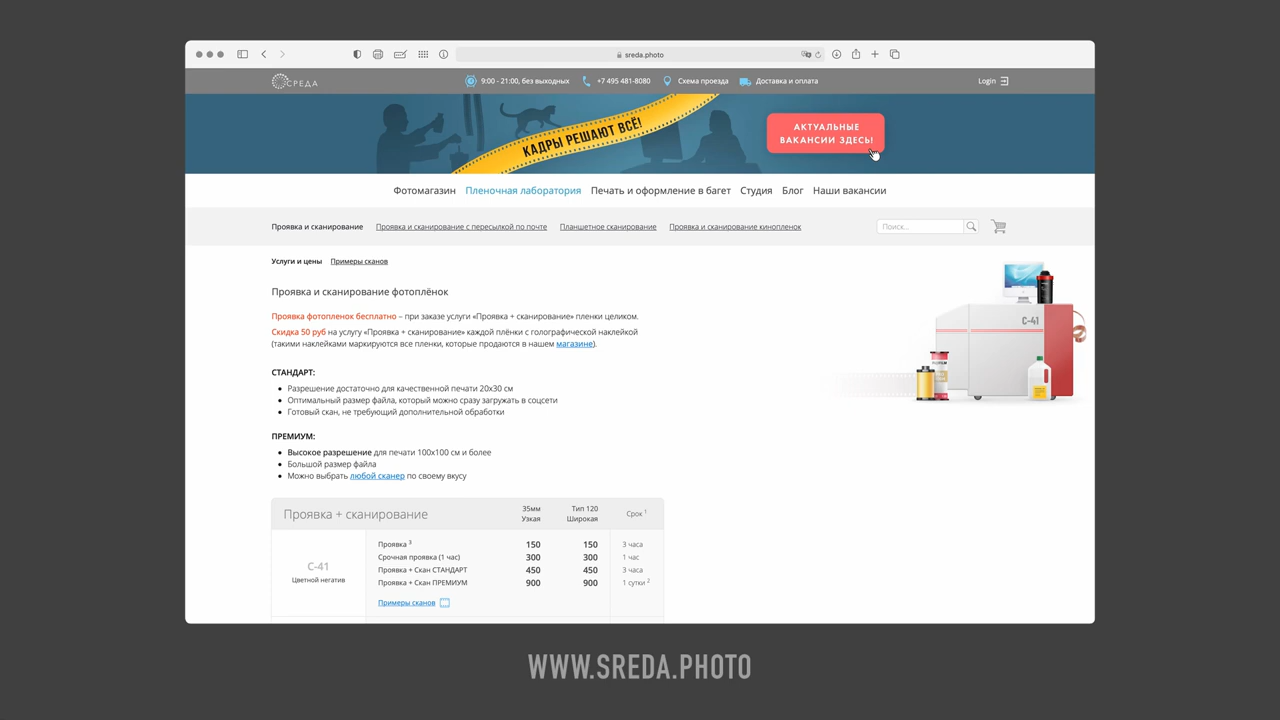 sreda.photo
СРЕДА
9:00 - 21:00, без выходных
+7 495 481-8080
Схема проезда
Доставка и оплата
Login
КАДРЫ РЕШАЮТ ВСЁ!
АКТУАЛЬНЫЕ
ВАКАНСИИ ЗДЕСЬ!
Фотомагазин Пленочная лаборатория Печать и оформление в багет Студия Блог Наши вакансии
Проявка и сканирование Проявка и сканирование с пересылкой по почте Планшетное сканирование Проявка и сканирование кинопленок Поиск...
Услуги и цены Примеры сканов
Проявка и сканирование фотоплёнок
Проявка фотопленок бесплатно – при заказе услуги «Проявка + сканирование» пленки целиком.
Скидка 50 руб на услугу «Проявка + сканирование» каждой плёнки с голографической наклейкой
(такими наклейками маркируются все пленки, которые продаются в нашем магазине).
C-41
СТАНДАРТ:
Разрешение достаточно для качественной печати 20x30 см
Оптимальный размер файла, который можно сразу загружать в соцсети
Готовый скан, не требующий дополнительной обработки
ПРЕМИУМ:
Высокое разрешение для печати 100x100 см и более
Большой размер файла
Можно выбрать любой сканер по своему вкусу
Проявка + сканирование
35мм
Узкая
Тип 120
Широкая
Срок 1
C-41
Цветной негатив
Проявка 3 150 150 3 часа
Срочная проявка (1 час) 300 300 1 час
Проявка + Скан СТАНДАРТ 450 450 3 часа
Проявка + Скан ПРЕМИУМ 900 900 1 сутки 2
Примеры сканов
WWW.SREDA.PHOTO